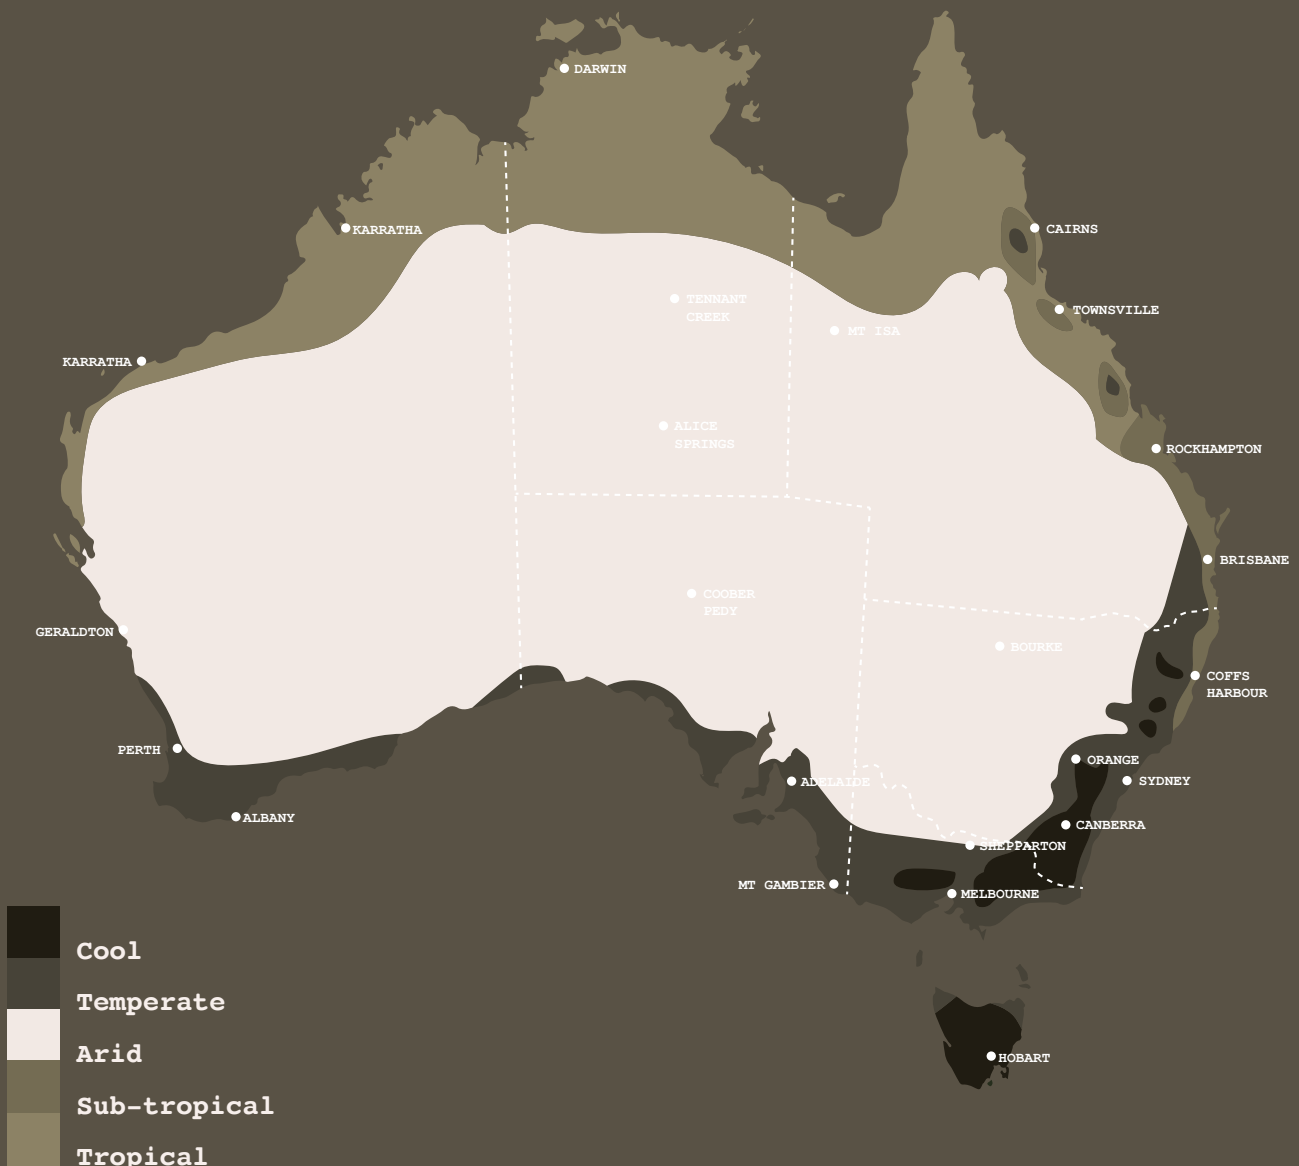 DARWIN
KARRATHA
CAIRNS
TENNANT
CREEK
TOWNSVILLE
MT ISA
KARRATHA
ALICE
SPRINGS
ROCKHAMPTON
BRISBANE
COOBER
PEDY
GERALDTON
BOURKE
COFFS
HARBOUR
PERTH
ORANGE
ADELAIDE
SYDNEY
ALBANY
CANBERRA
SHEPPARTON
MT GAMBIER
MELBOURNE
HOBART
Cool
Temperate
Arid
Sub-tropical
Tropical